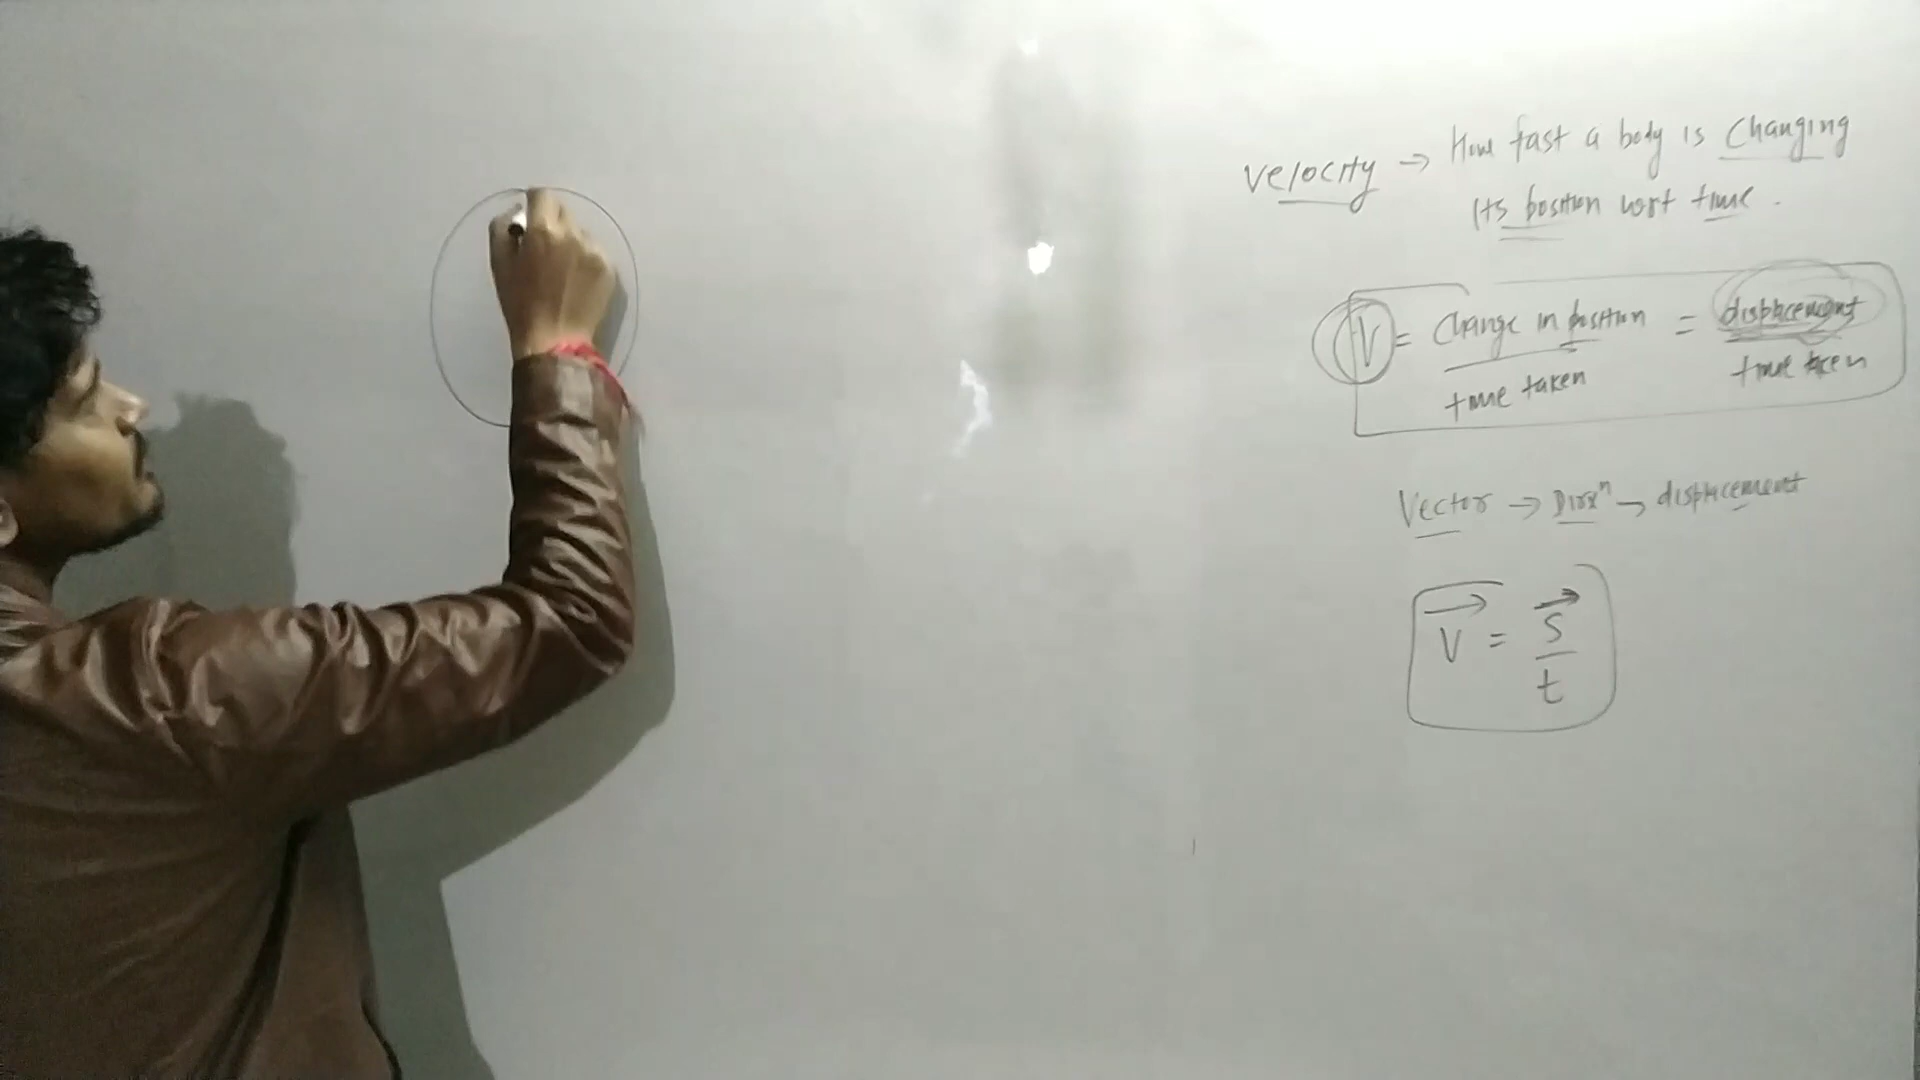 Velocity → How fast a body is changing
its position wrt time.
V = Change in position / time taken = displacement / time taken
Vector → Dirxⁿ → displacement
V⃗ = S⃗ / t